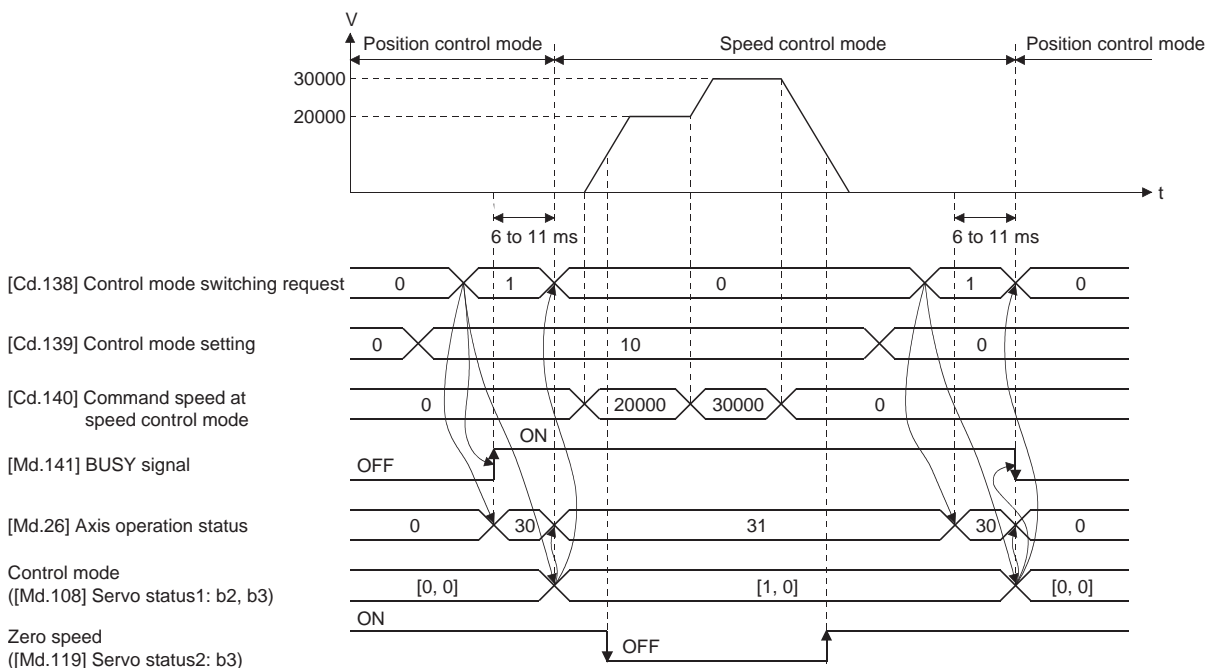 V
Position control mode Speed control mode Position control mode
30000
20000
t
6 to 11 ms 6 to 11 ms
[Cd.138] Control mode switching request 0 1 0 1 0
[Cd.139] Control mode setting 0 10 0
[Cd.140] Command speed at
speed control mode
0 20000 30000 0
ON
[Md.141] BUSY signal OFF
[Md.26] Axis operation status 0 30 31 30 0
Control mode
([Md.108] Servo status1: b2, b3)
[0, 0] [1, 0] [0, 0]
ON
Zero speed
([Md.119] Servo status2: b3)
OFF